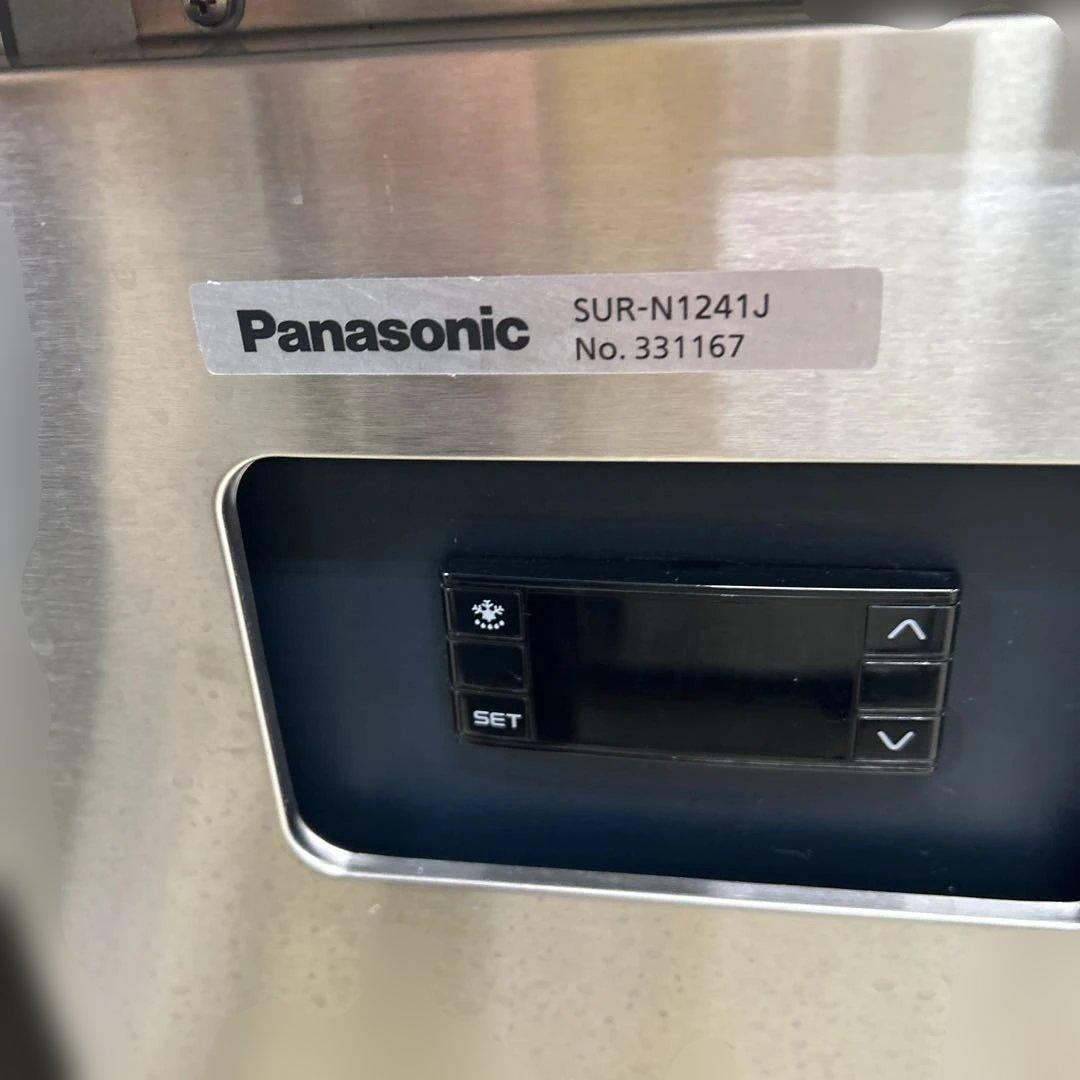 Panasonic
SUR-N1241J
No. 331167
SET